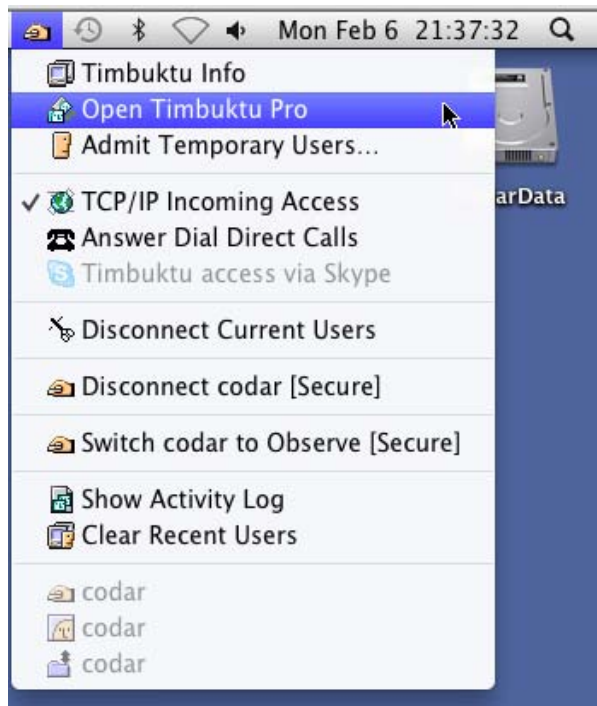 Mon Feb 6 21:37:32
Timbuktu Info
Open Timbuktu Pro
Admit Temporary Users...
arData
TCP/IP Incoming Access
Answer Dial Direct Calls
Timbuktu access via Skype
Disconnect Current Users
Disconnect codar [Secure]
Switch codar to Observe [Secure]
Show Activity Log
Clear Recent Users
codar
codar
codar